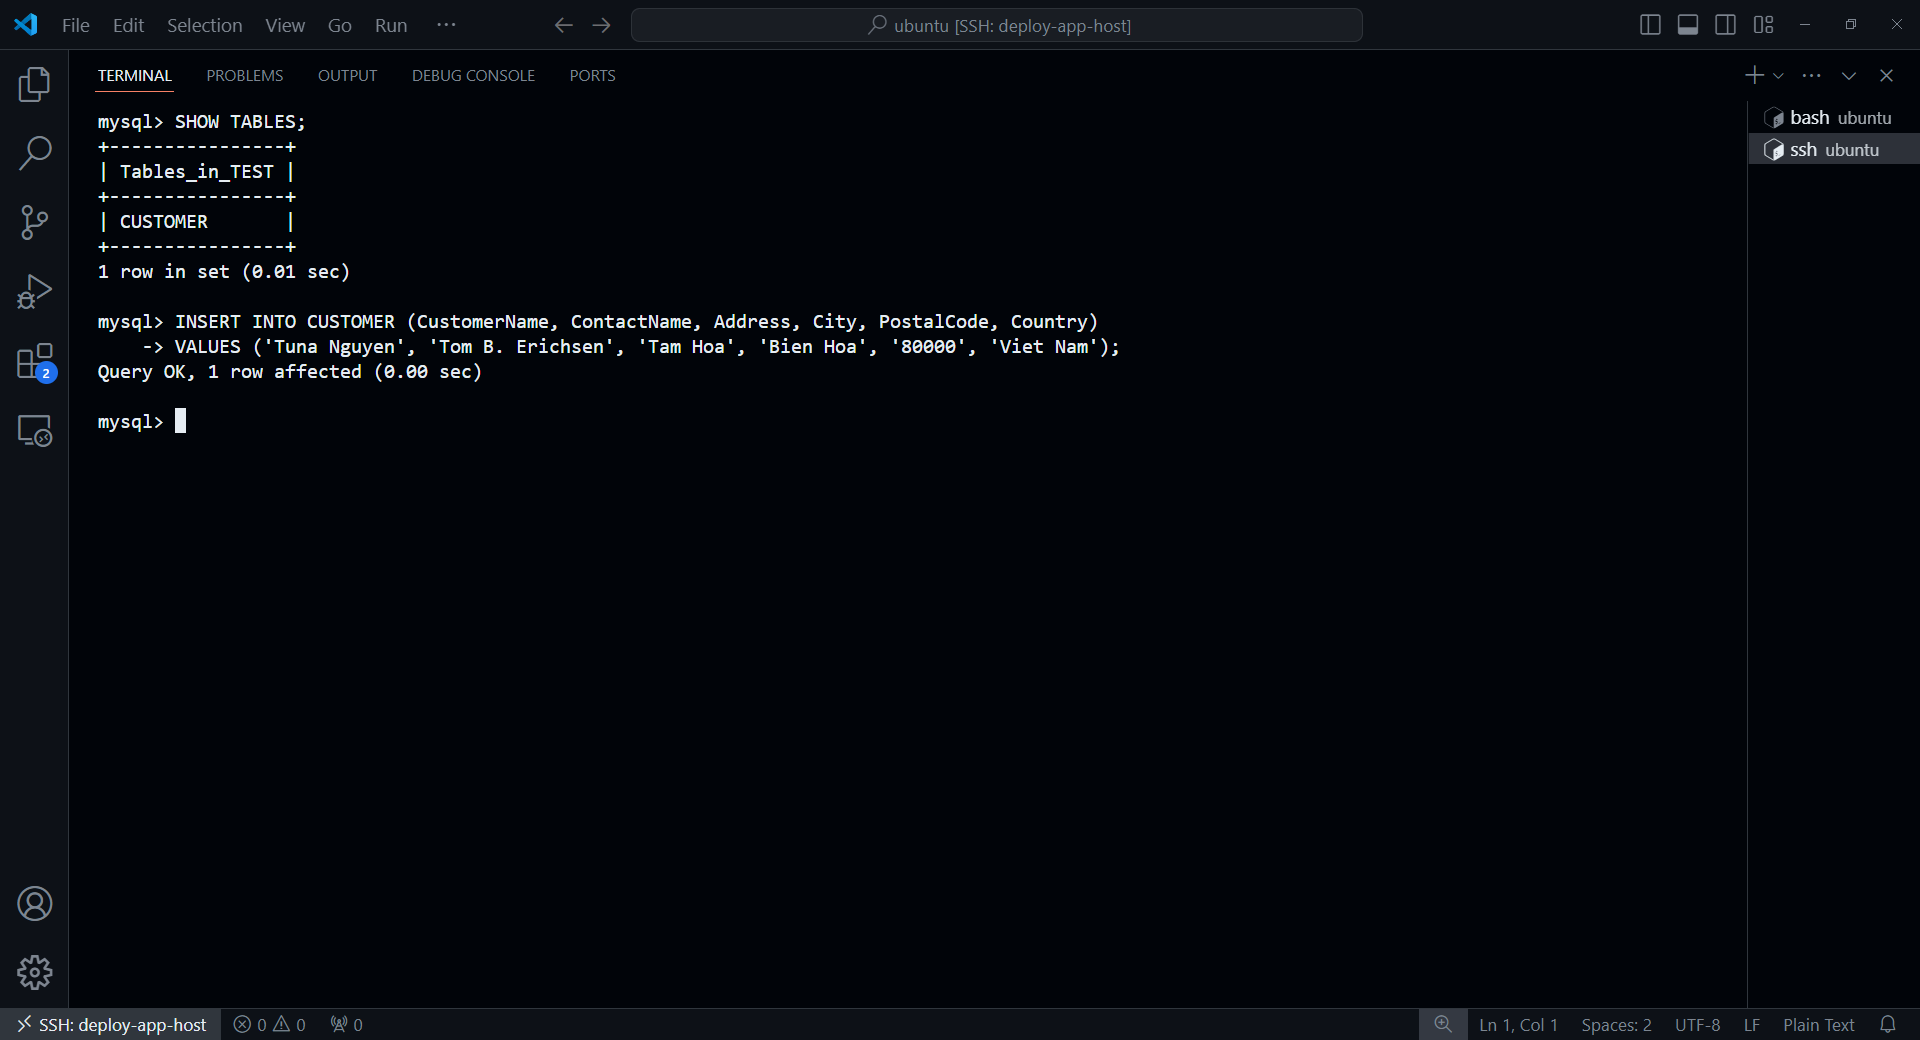 File Edit Selection View Go Run ···
ubuntu [SSH: deploy-app-host]
TERMINAL PROBLEMS OUTPUT DEBUG CONSOLE PORTS
mysql> SHOW TABLES;
+----------------+
| Tables_in_TEST |
+----------------+
| CUSTOMER       |
+----------------+
1 row in set (0.01 sec)
mysql> INSERT INTO CUSTOMER (CustomerName, ContactName, Address, City, PostalCode, Country)
    -> VALUES ('Tuna Nguyen', 'Tom B. Erichsen', 'Tam Hoa', 'Bien Hoa', '80000', 'Viet Nam');
Query OK, 1 row affected (0.00 sec)
mysql>
bash ubuntu
ssh ubuntu
2
SSH: deploy-app-host 0 0 0 Ln 1, Col 1 Spaces: 2 UTF-8 LF Plain Text